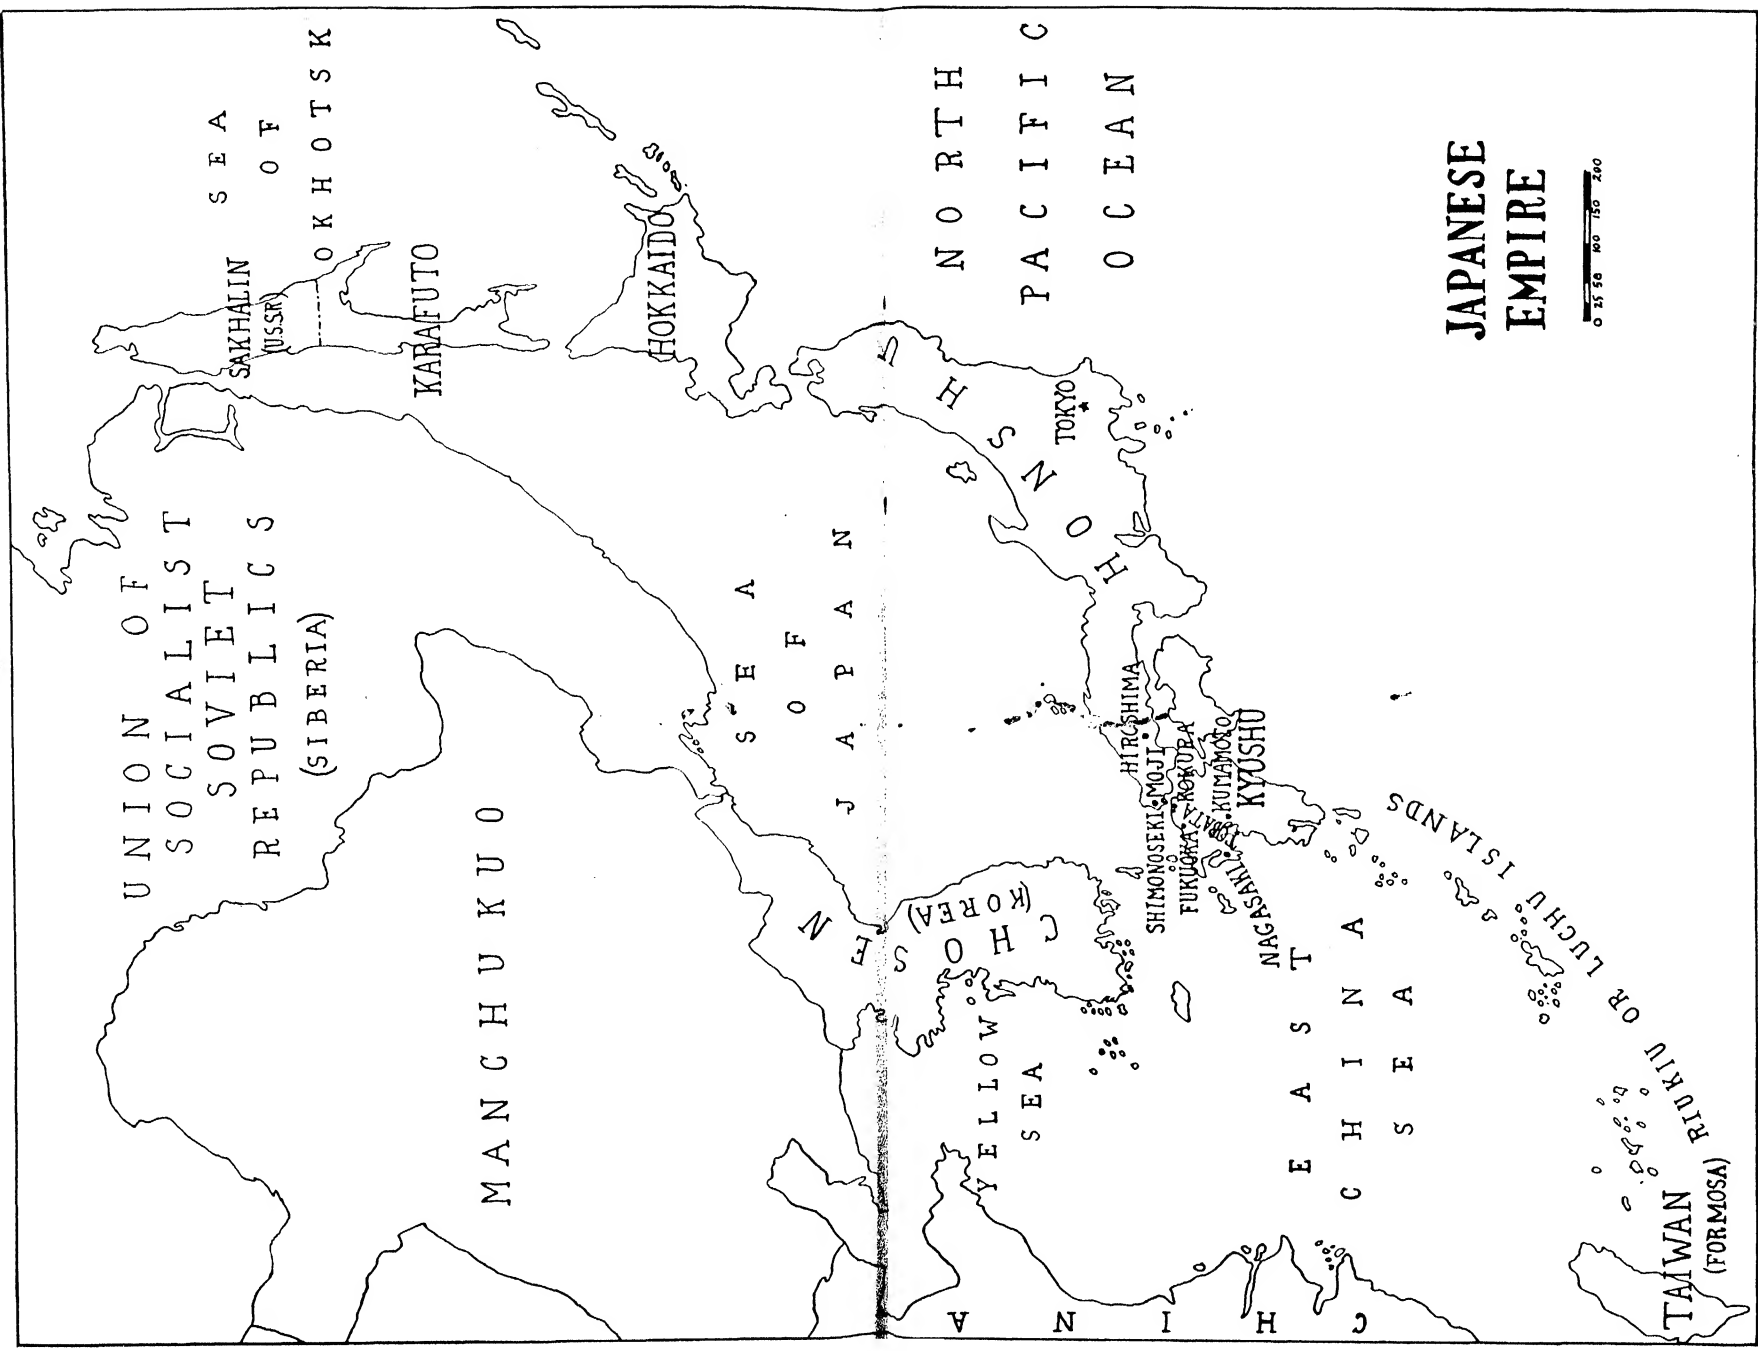 SEA
OF
OKHOTSK
SAKHALIN
(U.S.S.R)
KARAFUTO
UNION OF
SOCIALIST
SOVIET
REPUBLICS
(SIBERIA)
MANCHUKUO
HOKKAIDO
SEA
OF
JAPAN
NORTH
PACIFIC
OCEAN
HONSHU
TOKYO
CHOSEN
(KOREA)
YELLOW
SEA
HIROSHIMA
SHIMONOSEKI
MOJI
FUKUOKA
KOKURA
TOBATA
KUMAMOTO
KYUSHU
NAGASAKI
EAST
CHINA
SEA
CHINA
RIUKIU OR LUCHU ISLANDS
TAIWAN
(FORMOSA)
JAPANESE
EMPIRE
0 25 50 100 150 200